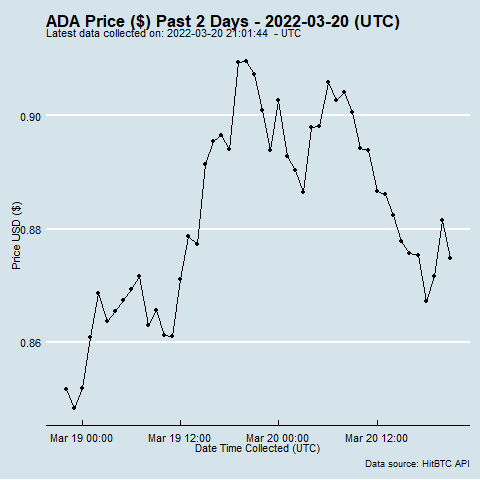 ADA Price ($) Past 2 Days - 2022-03-20 (UTC)
Latest data collected on: 2022-03-20 21:01:44 - UTC
Price USD ($)
0.90
0.88
0.86
Mar 19 00:00
Mar 19 12:00
Mar 20 00:00
Mar 20 12:00
Date Time Collected (UTC)
Data source: HitBTC API